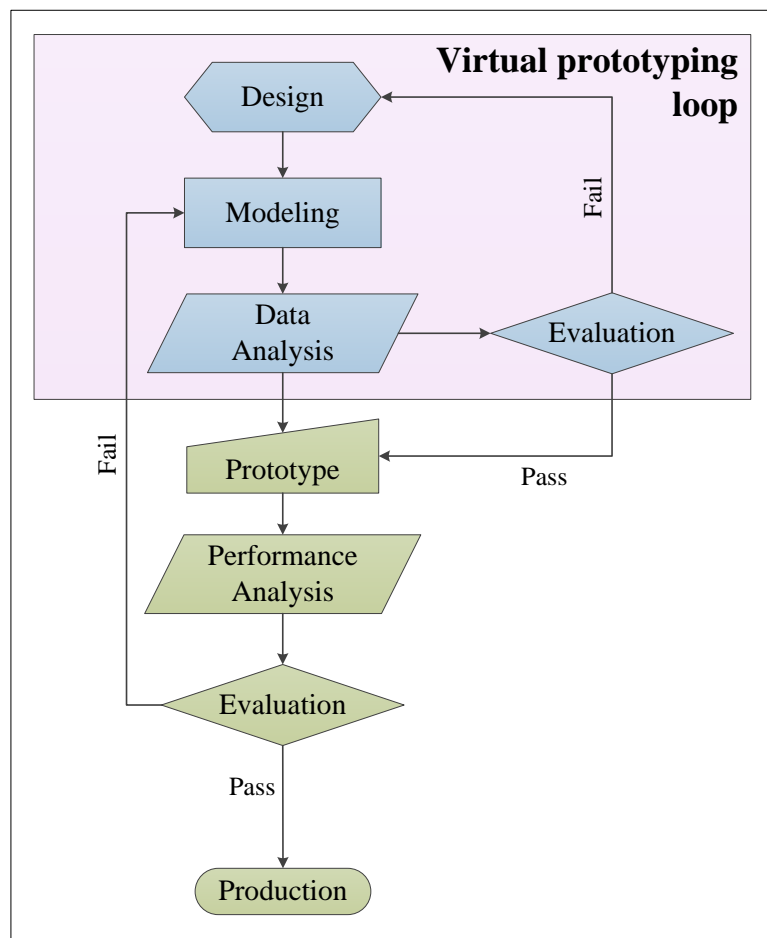 Virtual prototyping
loop
Design
Fail
Modeling
Data
Analysis
Evaluation
Fail
Prototype
Pass
Performance
Analysis
Evaluation
Pass
Production